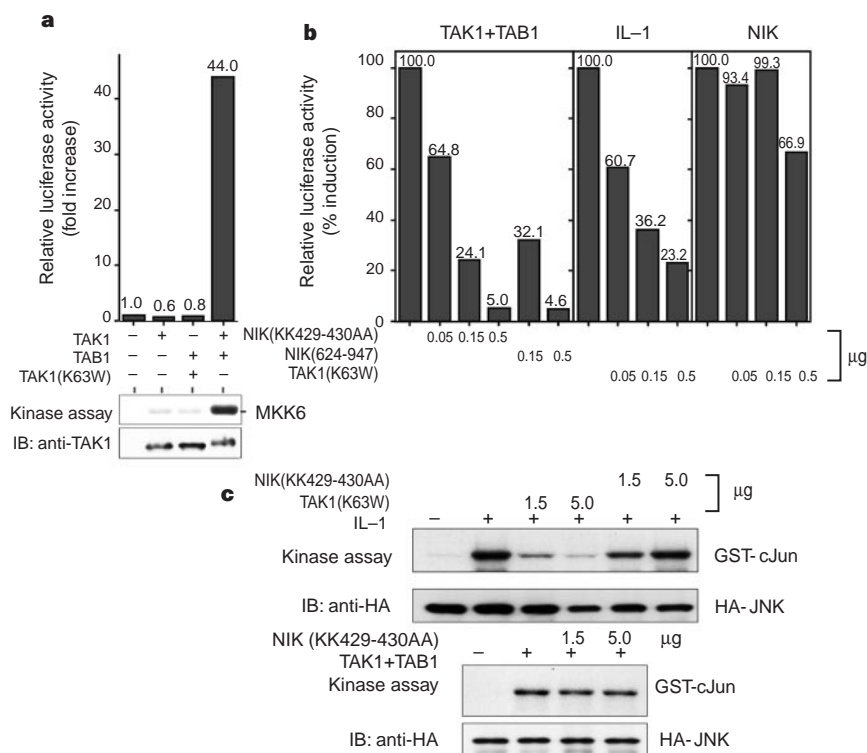 a
Relative luciferase activity
(fold increase)
40
30
20
10
0
1.0
0.6
0.8
44.0
TAK1 – + – +
TAB1 – – + +
TAK1(K63W) – – + –
Kinase assay
MKK6
IB: anti-TAK1
b
TAK1+TAB1 IL–1 NIK
Relative luciferase activity
(% induction)
100
80
60
40
20
0
100.0 64.8 24.1 5.0 32.1 4.6
100.0 60.7 36.2 23.2
100.0 93.4 99.3 66.9
NIK(KK429-430AA) 0.05 0.15 0.5
NIK(624-947) 0.15 0.5
TAK1(K63W) 0.05 0.15 0.5 0.05 0.15 0.5
μg
c
NIK(KK429-430AA) 1.5 5.0
TAK1(K63W) 1.5 5.0
μg
IL–1 – + + + + +
Kinase assay GST-cJun
IB: anti-HA HA-JNK
NIK (KK429-430AA) 1.5 5.0 μg
TAK1+TAB1 – + + +
Kinase assay GST-cJun
IB: anti-HA HA-JNK